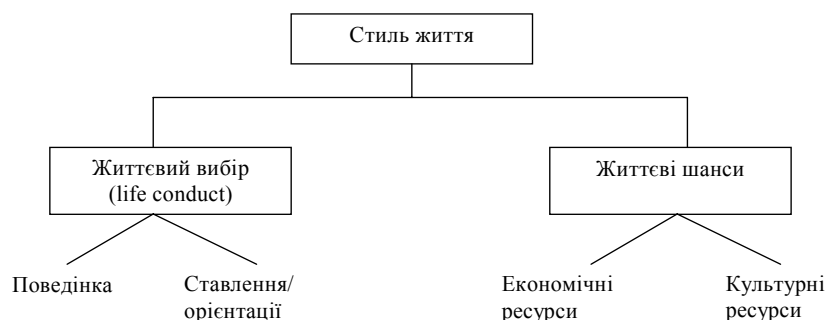 Стиль життя
Життєвий вибір
(life conduct)
Життєві шанси
Поведінка
Ставлення/
орієнтації
Економічні
ресурси
Культурні
ресурси